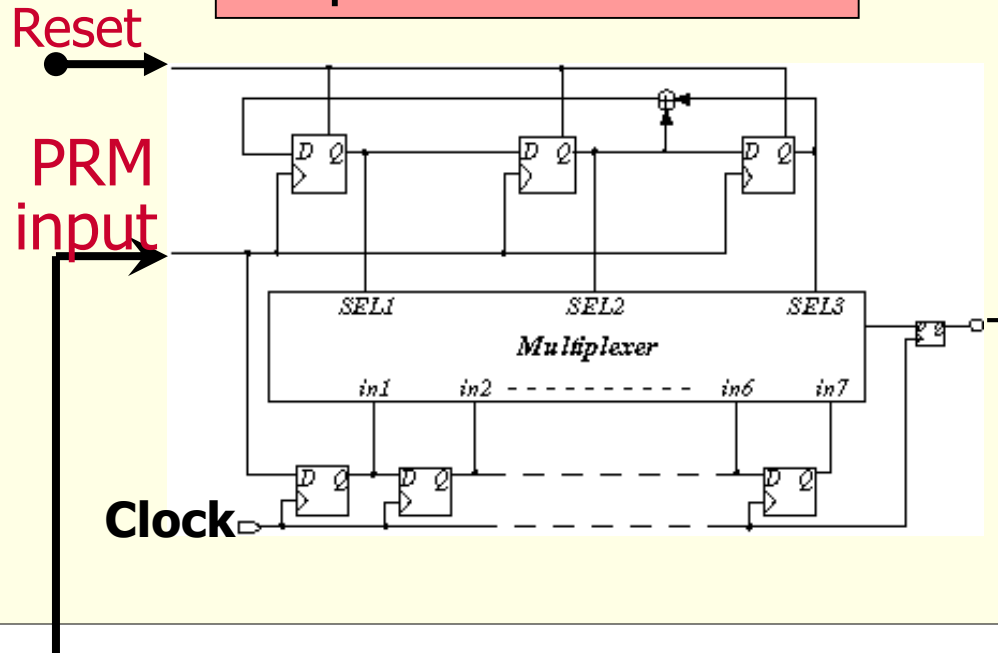 Reset
D Q D Q D Q
PRM
input
SEL1 SEL2 SEL3
Multiplexer
in1 in2 in6 in7
D Q D Q D Q
Clock